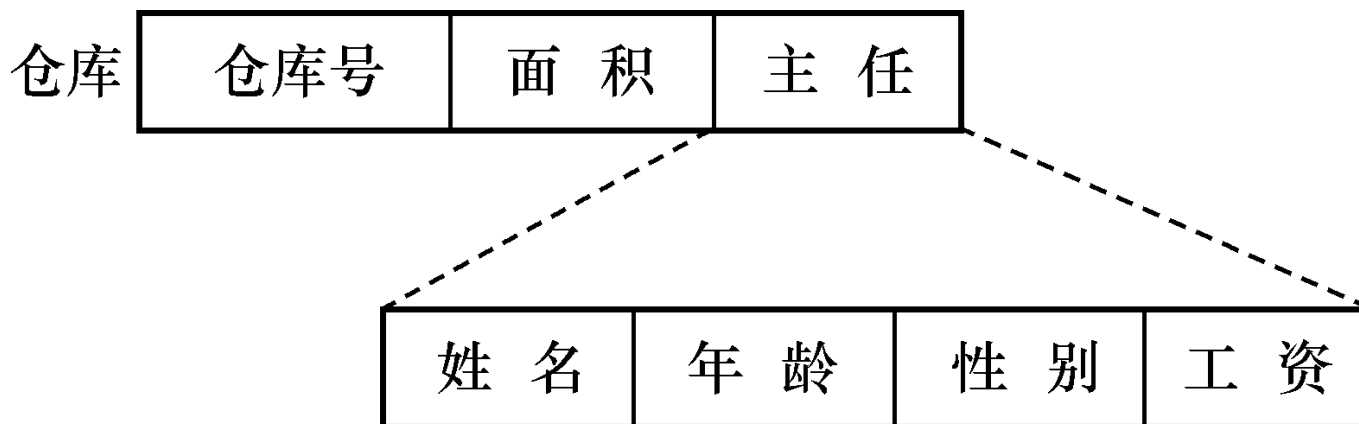 仓库 仓库号 面 积 主 任
姓 名 年 龄 性 别 工 资